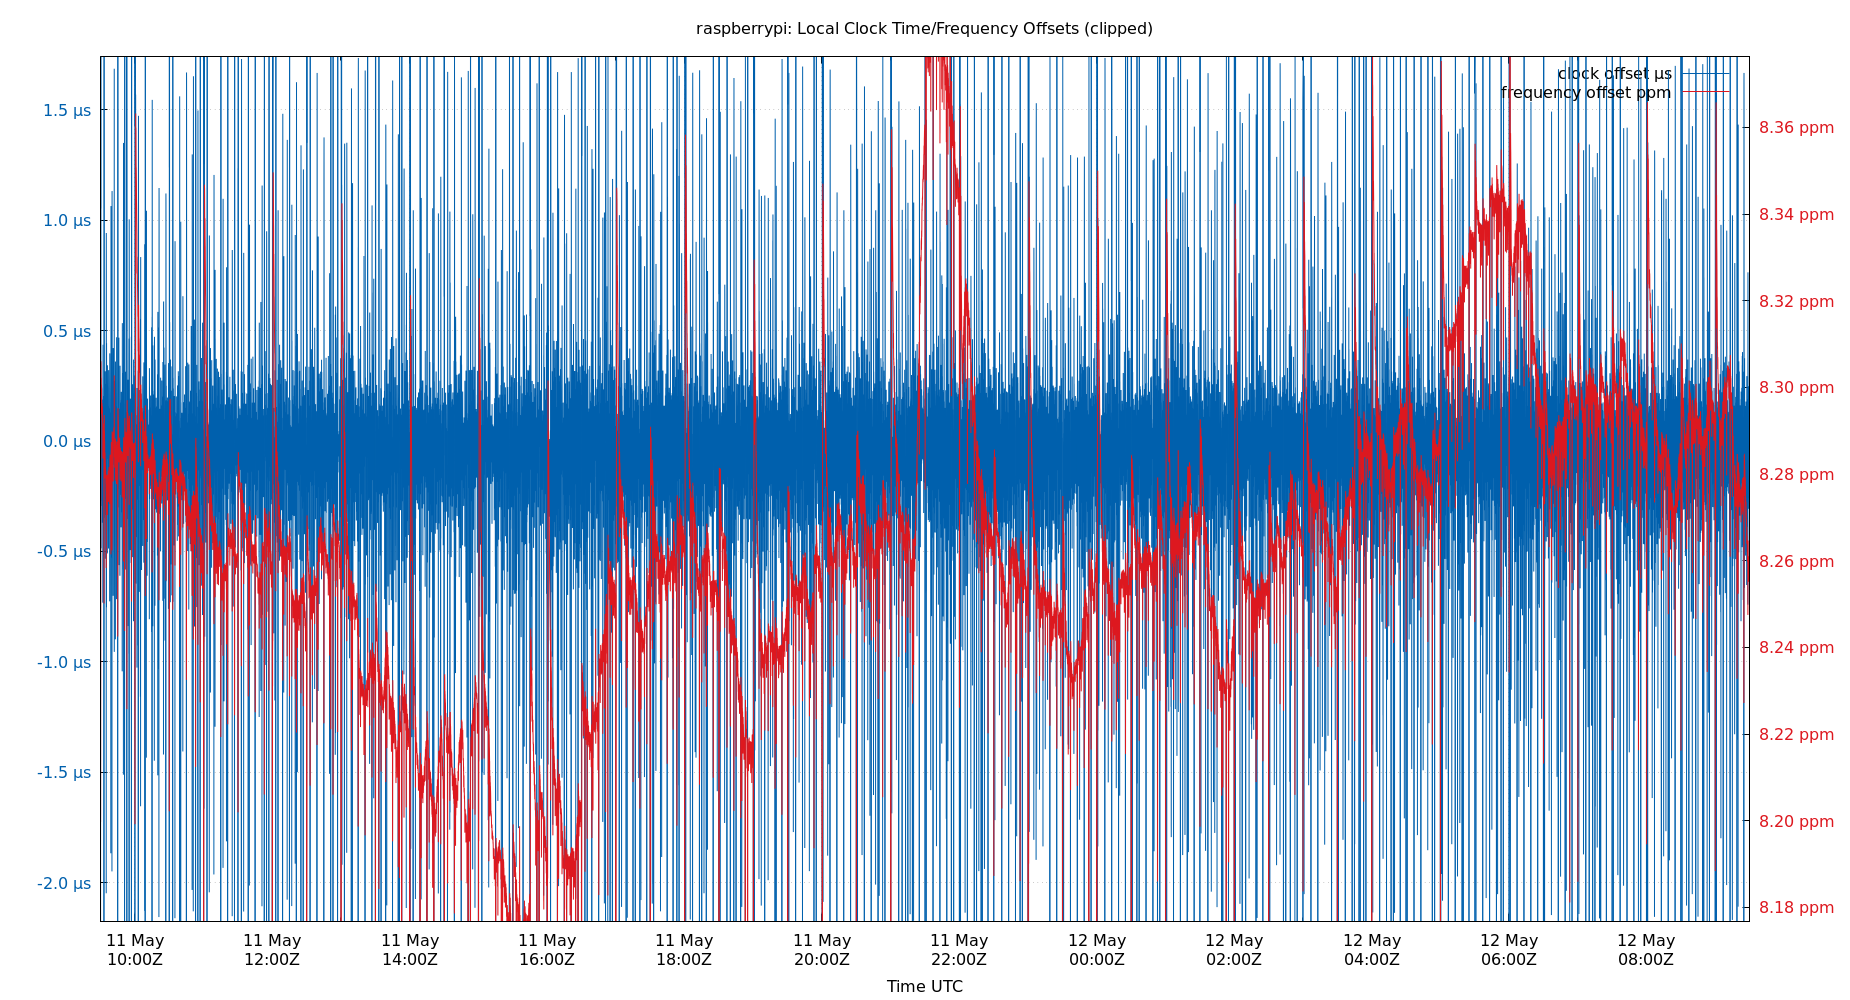 raspberrypi: Local Clock Time/Frequency Offsets (clipped)
clock offset µs
frequency offset ppm
1.5 µs
1.0 µs
0.5 µs
0.0 µs
-0.5 µs
-1.0 µs
-1.5 µs
-2.0 µs
8.36 ppm
8.34 ppm
8.32 ppm
8.30 ppm
8.28 ppm
8.26 ppm
8.24 ppm
8.22 ppm
8.20 ppm
8.18 ppm
11 May 11 May 11 May 11 May 11 May 11 May 11 May 12 May 12 May 12 May 12 May 12 May
10:00Z 12:00Z 14:00Z 16:00Z 18:00Z 20:00Z 22:00Z 00:00Z 02:00Z 04:00Z 06:00Z 08:00Z
Time UTC